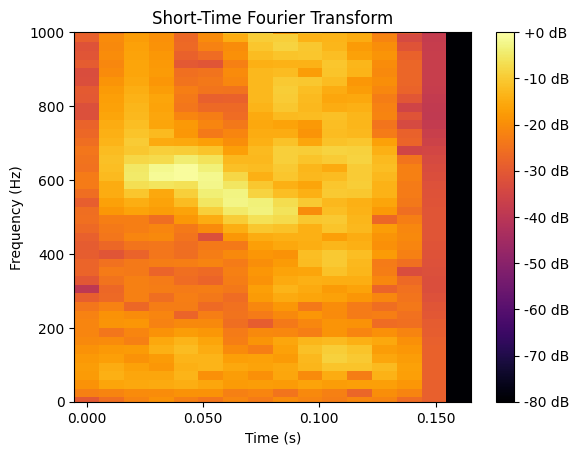 Short-Time Fourier Transform
Frequency (Hz)
1000
800
600
400
200
0
0.000
0.050
0.100
0.150
Time (s)
+0 dB
-10 dB
-20 dB
-30 dB
-40 dB
-50 dB
-60 dB
-70 dB
-80 dB